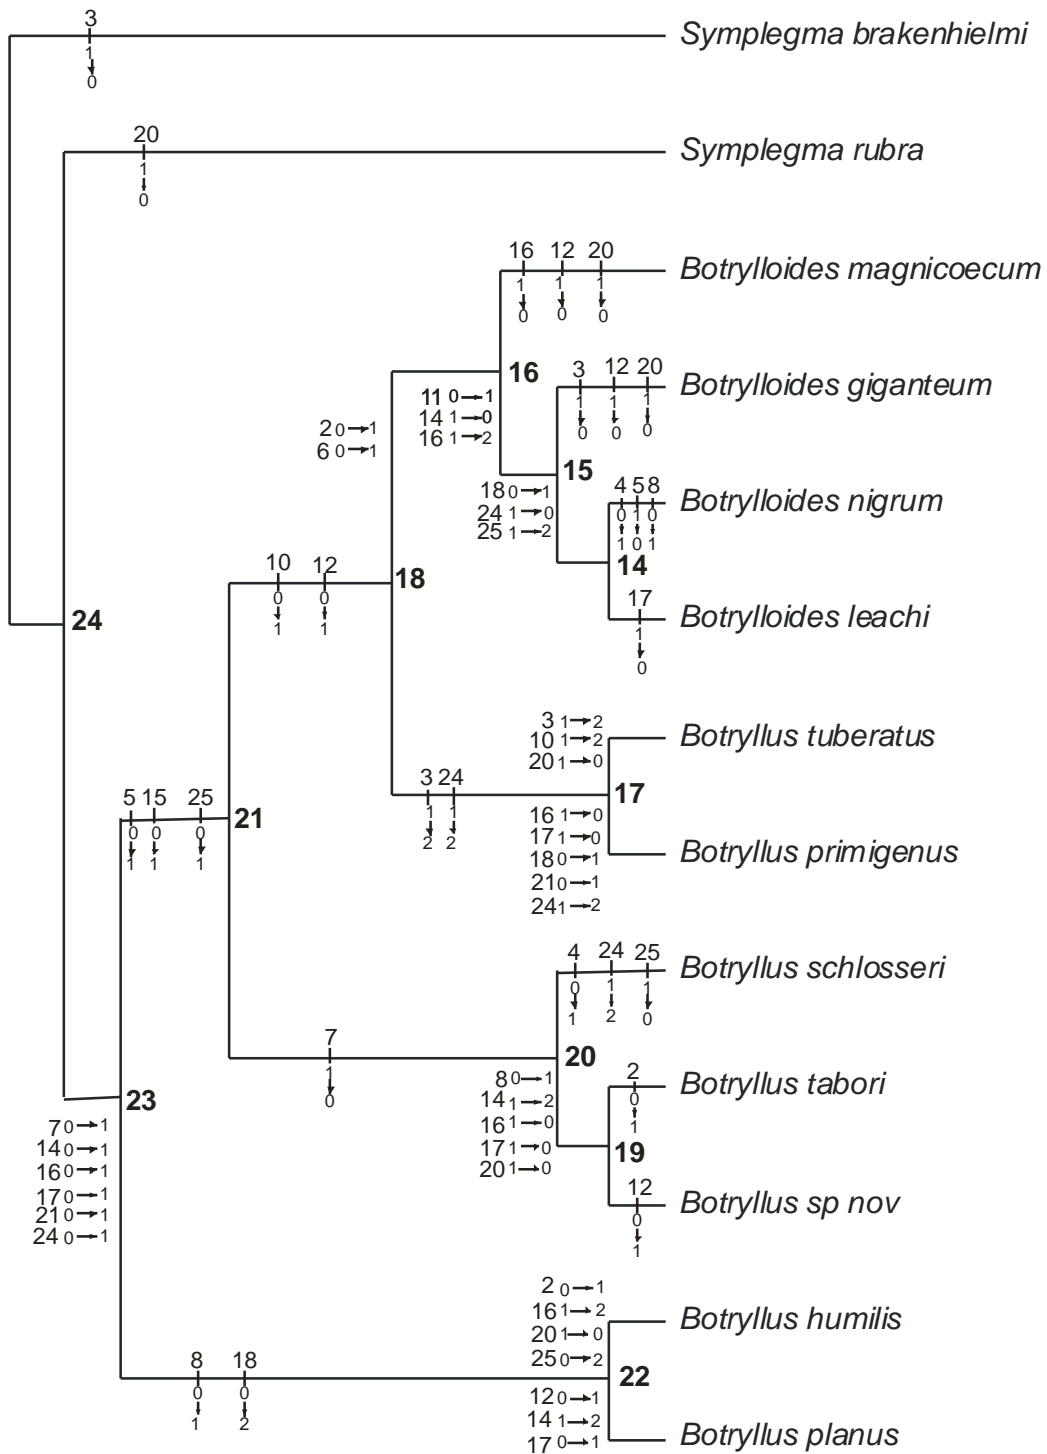 3
1
0
Symplegma brakenhielmi
20
1
0
Symplegma rubra
16 12 20
1 1 1
0 0 0
Botrylloides magnicoecum
16
11 0 1
14 1 0
16 1 2
2 0 1
6 0 1
3 12 20
1 1 1
0 0 0
Botrylloides giganteum
15
18 0 1
24 1 0
25 1 2
4 5 8
0 1 0
1 0 1
Botrylloides nigrum
14
17
1
0
Botrylloides leachi
10 12
0 0
1 1
18
24
3 1 2
10 1 2
20 1 0
Botryllus tuberatus
3 24
1 1
2 2
17
16 1 0
17 1 0
18 0 1
21 0 1
24 1 2
Botryllus primigenus
5 15 25
0 0 0
1 1 1
21
4 24 25
0 1 1
1 2 0
Botryllus schlosseri
7
1
0
20
8 0 1
14 1 2
16 1 0
17 1 0
20 1 0
2
0
1
Botryllus tabori
19
12
0
1
Botryllus sp nov
23
7 0 1
14 0 1
16 0 1
17 0 1
21 0 1
24 0 1
2 0 1
16 1 2
20 1 0
25 0 2
Botryllus humilis
8 18
0 0
1 2
22
12 0 1
14 1 2
17 0 1
Botryllus planus